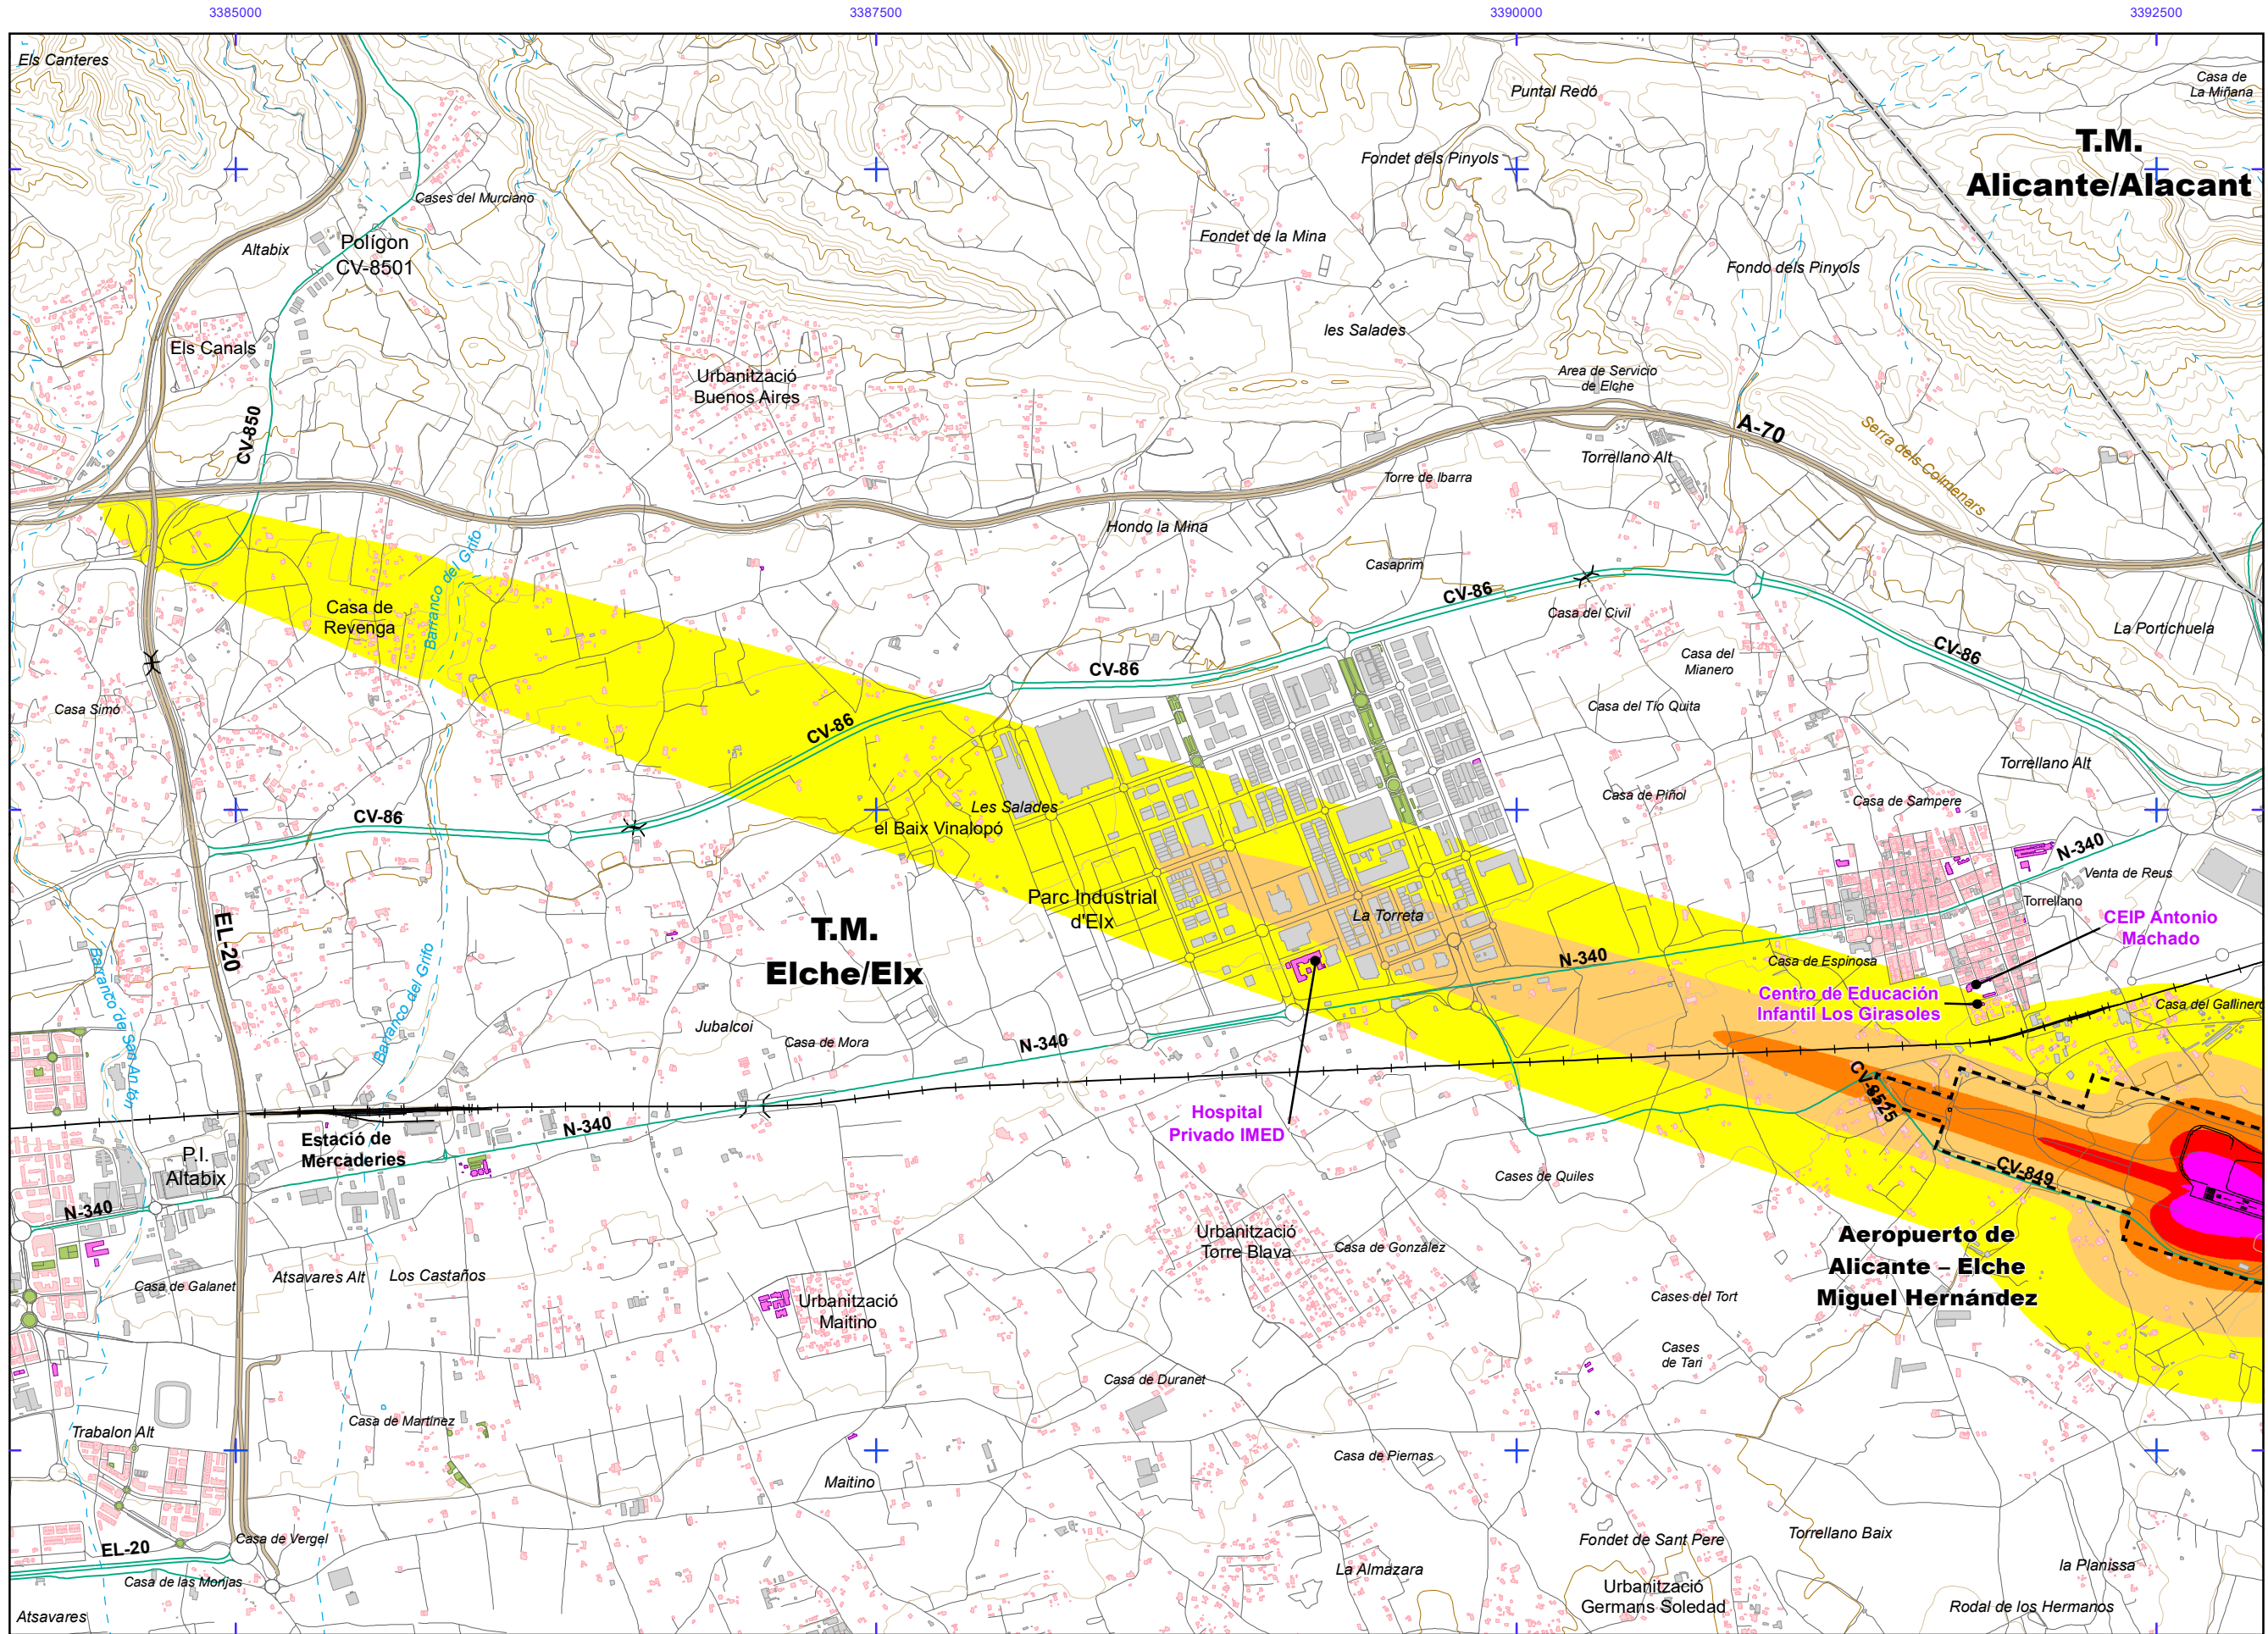 3385000
3387500
3390000
3392500
Els Canteres
Casa de
La Miñana
Puntal Redó
T.M.
Alicante/Alacant
Fondet dels Pinyols
Cases del Murciano
Altabix
Polígon
CV-8501
Fondet de la Mina
Fondo dels Pinyols
les Salades
Els Canals
Urbanització
Buenos Aires
Area de Servicio
de Elche
CV-850
A-70
Serra dels Colmenars
Torrellano Alt
Torre de Ibarra
Hondo la Mina
Casaprim
Barranco del Grifo
CV-86
Casa de
Revenga
Casa del Civil
La Portichuela
CV-86
Casa del
Mianero
CV-86
Casa Simó
Casa del Tío Quita
CV-86
Torrellano Alt
Les Salades
Casa de Piñol
Casa de Sampere
CV-86
el Baix Vinalopó
N-340
Venta de Reus
Parc Industrial
d'Elx
La Torreta
Torrellano
CEIP Antonio
Machado
T.M.
Elche/Elx
EL-20
Barranco de San Antón
Barranco del Grifo
N-340
Casa de Espinosa
Centro de Educación
Infantil Los Girasoles
Casa del Gallinero
Jubalcoi
Casa de Mora
N-340
CV-8525
Hospital
Privado IMED
N-340
Estació de
Mercaderies
P.I.
Altabix
Cases de Quiles
CV-849
N-340
Urbanització
Torre Blava
Casa de González
Aeropuerto de
Alicante – Elche
Miguel Hernández
Casa de Galanet
Atsavares Alt
Los Castaños
Urbanització
Maitino
Cases del Tort
Cases
de Tari
Casa de Duranet
Casa de Martínez
Trabalon Alt
Casa de Piernas
Maitino
Casa de Vergel
EL-20
Fondet de Sant Pere
Torrellano Baix
La Almazara
la Planissa
Casa de las Monjas
Urbanització
Germans Soledad
Atsavares
Rodal de los Hermanos